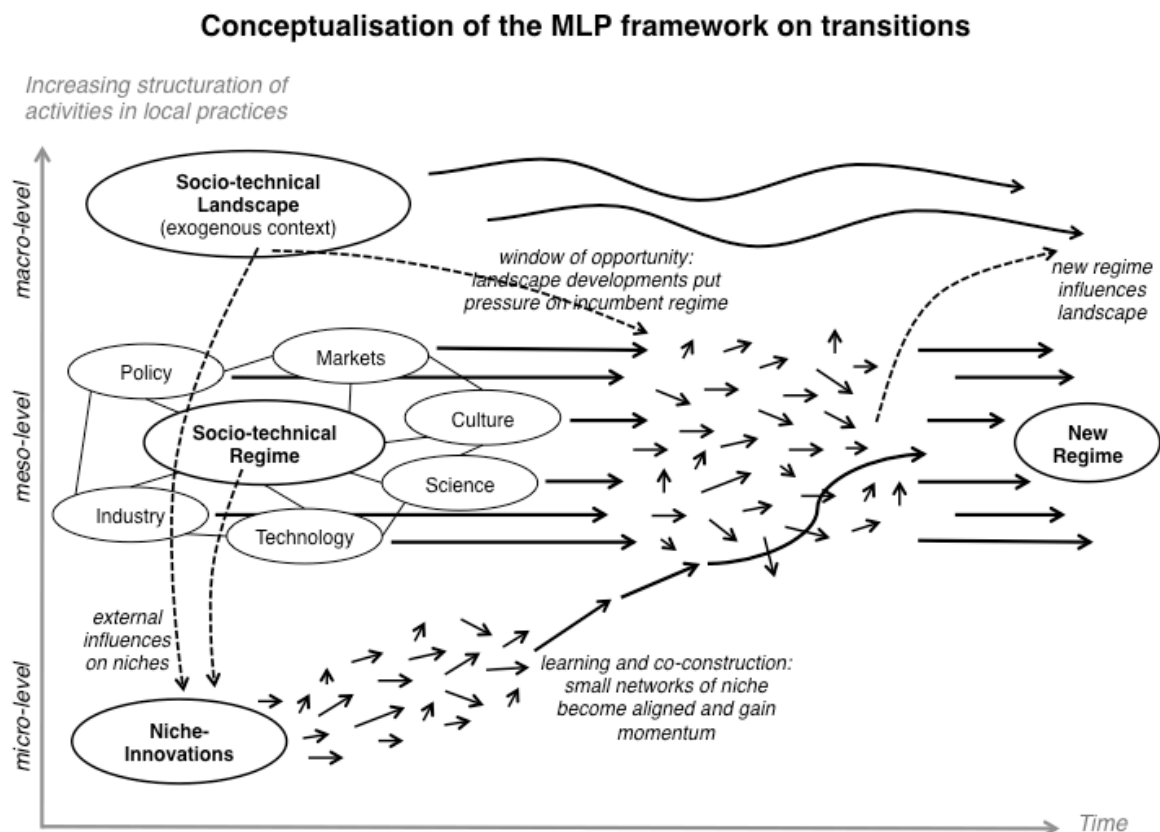 Conceptualisation of the MLP framework on transitions
Increasing structuration of
activities in local practices
macro-level
Socio-technical
Landscape
(exogenous context)
window of opportunity:
landscape developments put
pressure on incumbent regime
new regime
influences
landscape
meso-level
Policy
Markets
Culture
Socio-technical
Regime
Science
Industry
Technology
New
Regime
micro-level
external
influences
on niches
learning and co-construction:
small networks of niche
become aligned and gain
momentum
Niche-
Innovations
Time